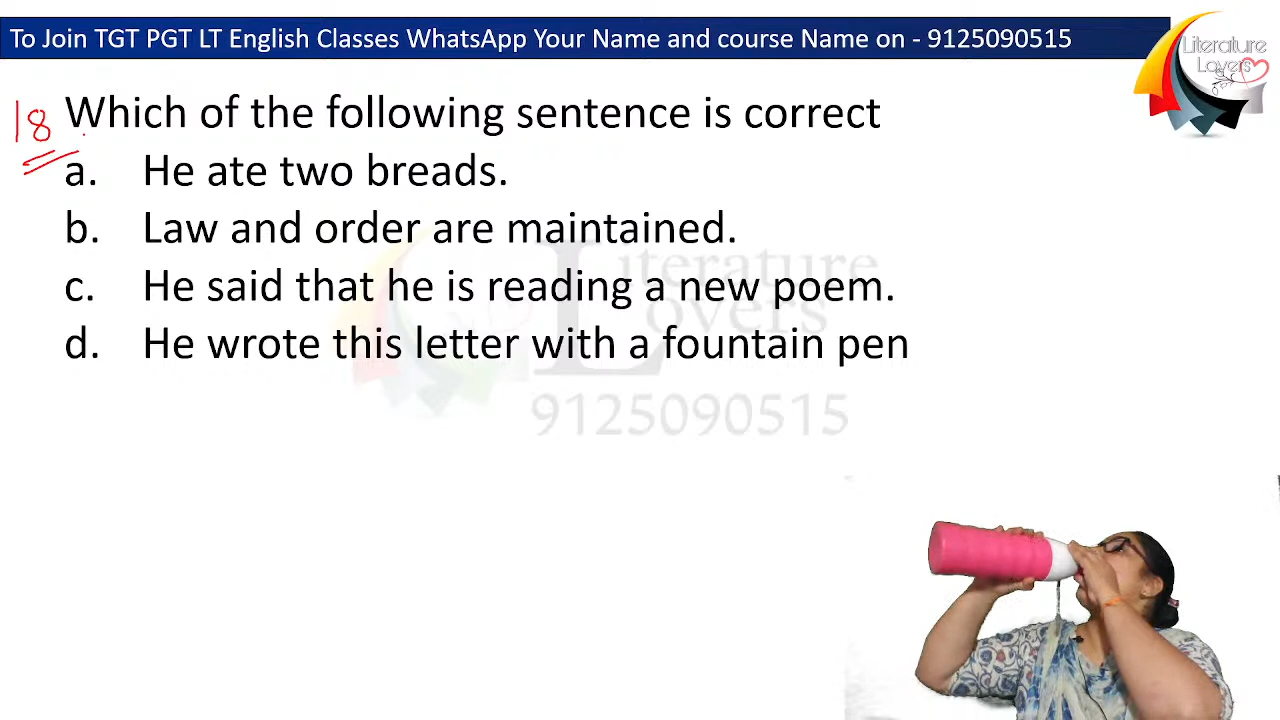 To Join TGT PGT LT English Classes WhatsApp Your Name and course Name on - 9125090515
Literature
Lovers
18 Which of the following sentence is correct
a. He ate two breads.
b. Law and order are maintained.
c. He said that he is reading a new poem.
d. He wrote this letter with a fountain pen
Literature
Lovers
9125090515